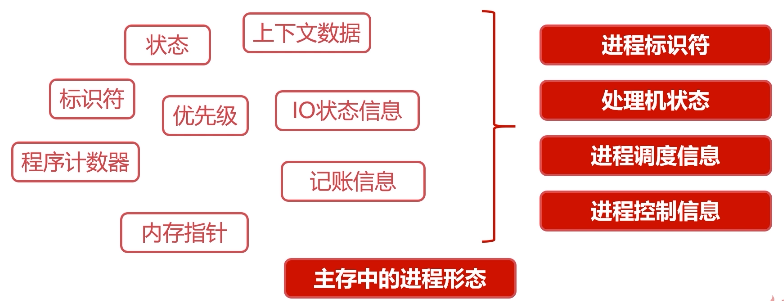 状态
上下文数据
标识符
优先级
IO状态信息
程序计数器
记账信息
内存指针
主存中的进程形态
进程标识符
处理机状态
进程调度信息
进程控制信息